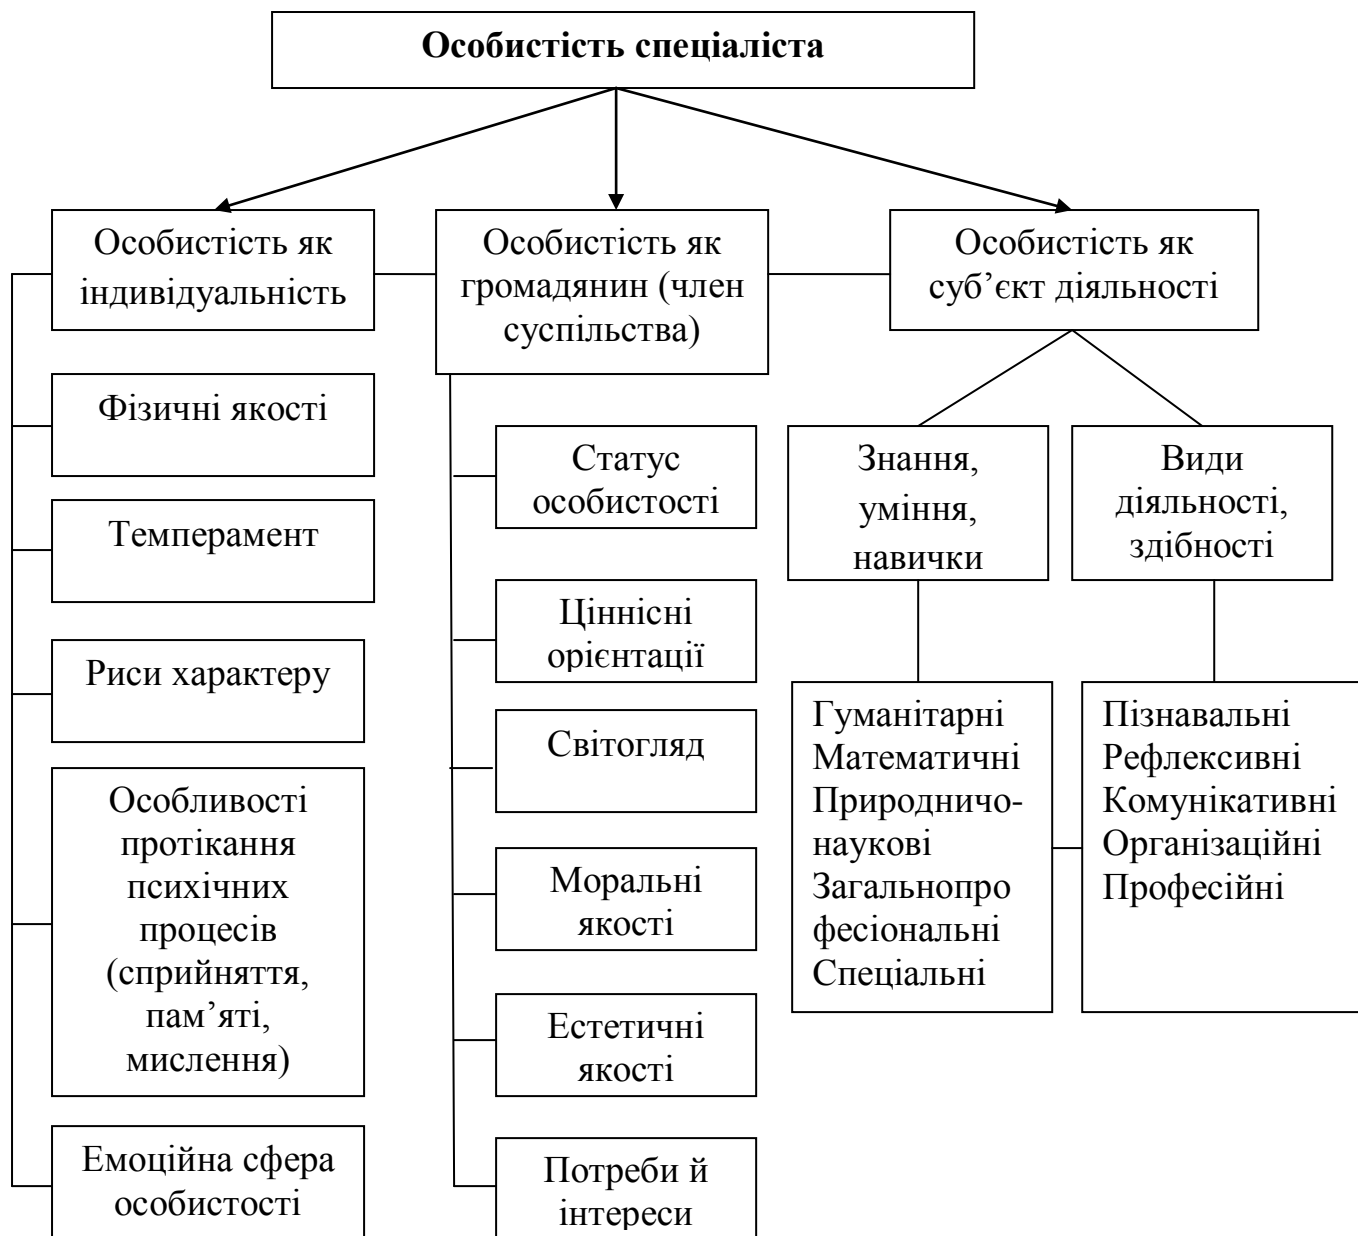 Особистість спеціаліста
Особистість як
індивідуальність
Особистість як
громадянин (член
суспільства)
Особистість як
суб’єкт діяльності
Фізичні якості
Темперамент
Риси характеру
Особливості
протікання
психічних
процесів
(сприйняття,
пам’яті,
мислення)
Емоційна сфера
особистості
Статус
особистості
Ціннісні
орієнтації
Світогляд
Моральні
якості
Естетичні
якості
Потреби й
інтереси
Знання,
уміння,
навички
Види
діяльності,
здібності
Гуманітарні
Математичні
Природничо-
наукові
Загальнопро
фесіональні
Спеціальні
Пізнавальні
Рефлексивні
Комунікативні
Організаційні
Професійні